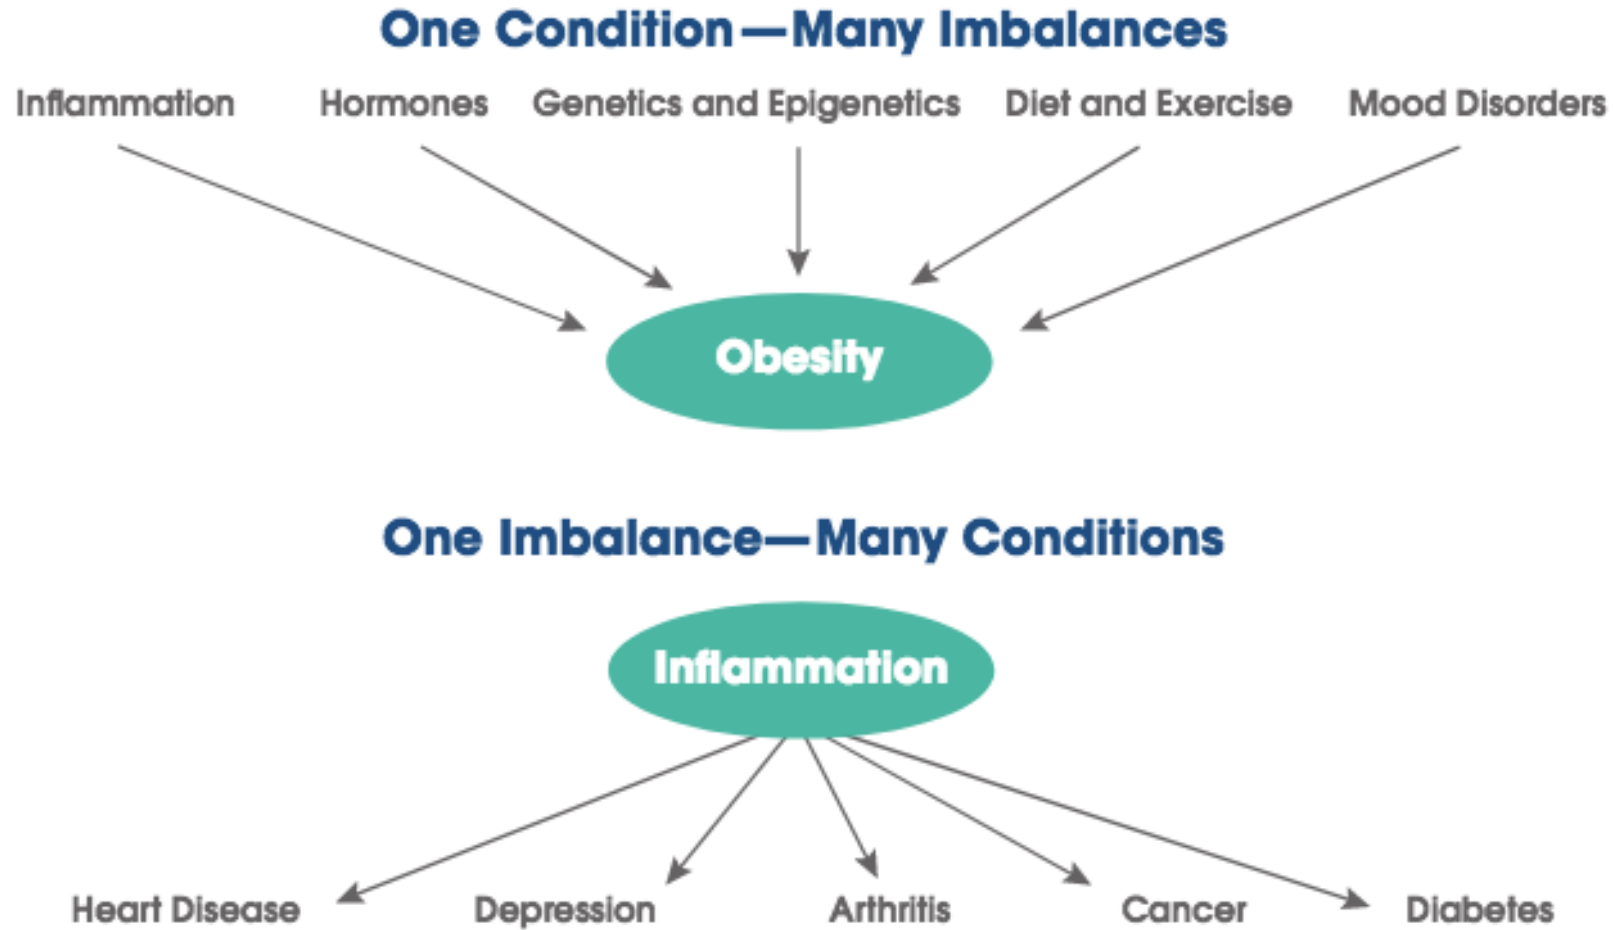 One Condition—Many Imbalances
Inflammation Hormones Genetics and Epigenetics Diet and Exercise Mood Disorders
Obesity
One Imbalance—Many Conditions
Inflammation
Heart Disease Depression Arthritis Cancer Diabetes